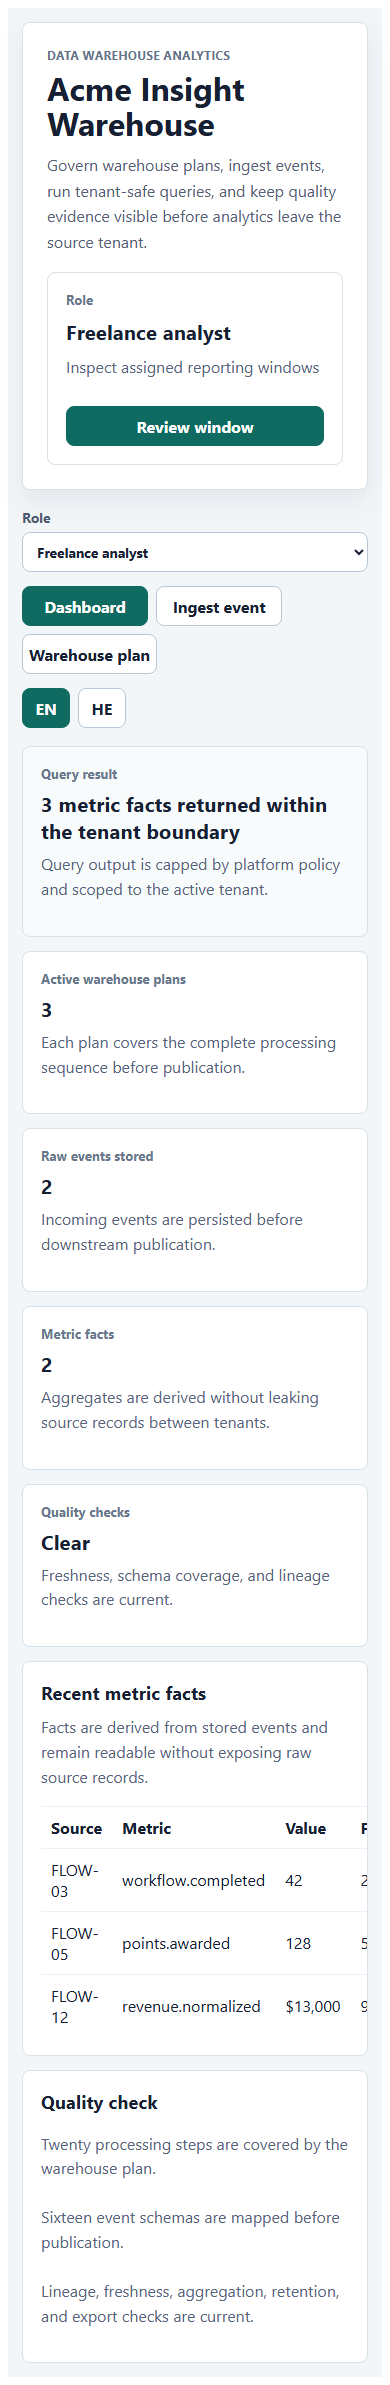 DATA WAREHOUSE ANALYTICS
Acme Insight
Warehouse
Govern warehouse plans, ingest events,
run tenant-safe queries, and keep quality
evidence visible before analytics leave the
source tenant.
Role
Freelance analyst
Inspect assigned reporting windows
Review window
Role
Freelance analyst
Dashboard Ingest event
Warehouse plan
EN HE
Query result
3 metric facts returned within
the tenant boundary
Query output is capped by platform policy
and scoped to the active tenant.
Active warehouse plans
3
Each plan covers the complete processing
sequence before publication.
Raw events stored
2
Incoming events are persisted before
downstream publication.
Metric facts
2
Aggregates are derived without leaking
source records between tenants.
Quality checks
Clear
Freshness, schema coverage, and lineage
checks are current.
Recent metric facts
Facts are derived from stored events and
remain readable without exposing raw
source records.
Source Metric Value
FLOW-
03 workflow.completed 42
FLOW-
05 points.awarded 128
FLOW-
12 revenue.normalized $13,000
Quality check
Twenty processing steps are covered by the
warehouse plan.
Sixteen event schemas are mapped before
publication.
Lineage, freshness, aggregation, retention,
and export checks are current.